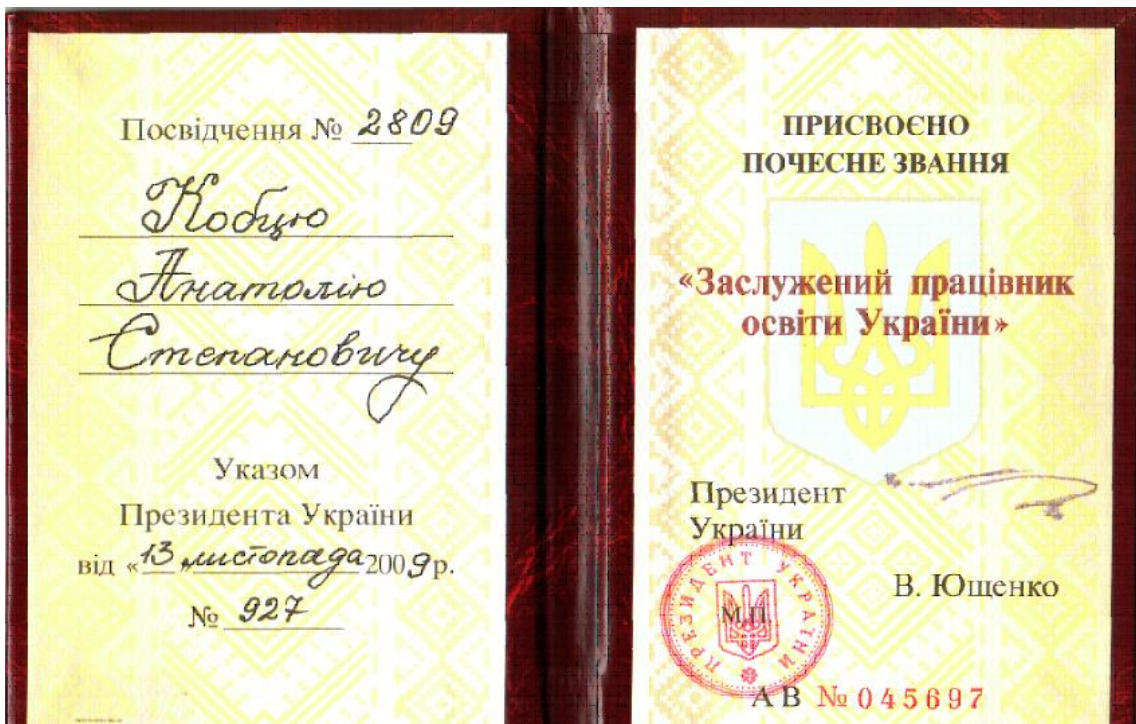 Посвідчення № 2809
Кобцю
Анатолію
Степановичу
Указом
Президента України
від «13» листопада 2009 р.
№ 927
ПРИСВОЄНО
ПОЧЕСНЕ ЗВАННЯ
«Заслужений працівник
освіти України»
Президент
України
В. Ющенко
ПРЕЗИДЕНТ УКРАЇНИ
М.П.
А В № 045697